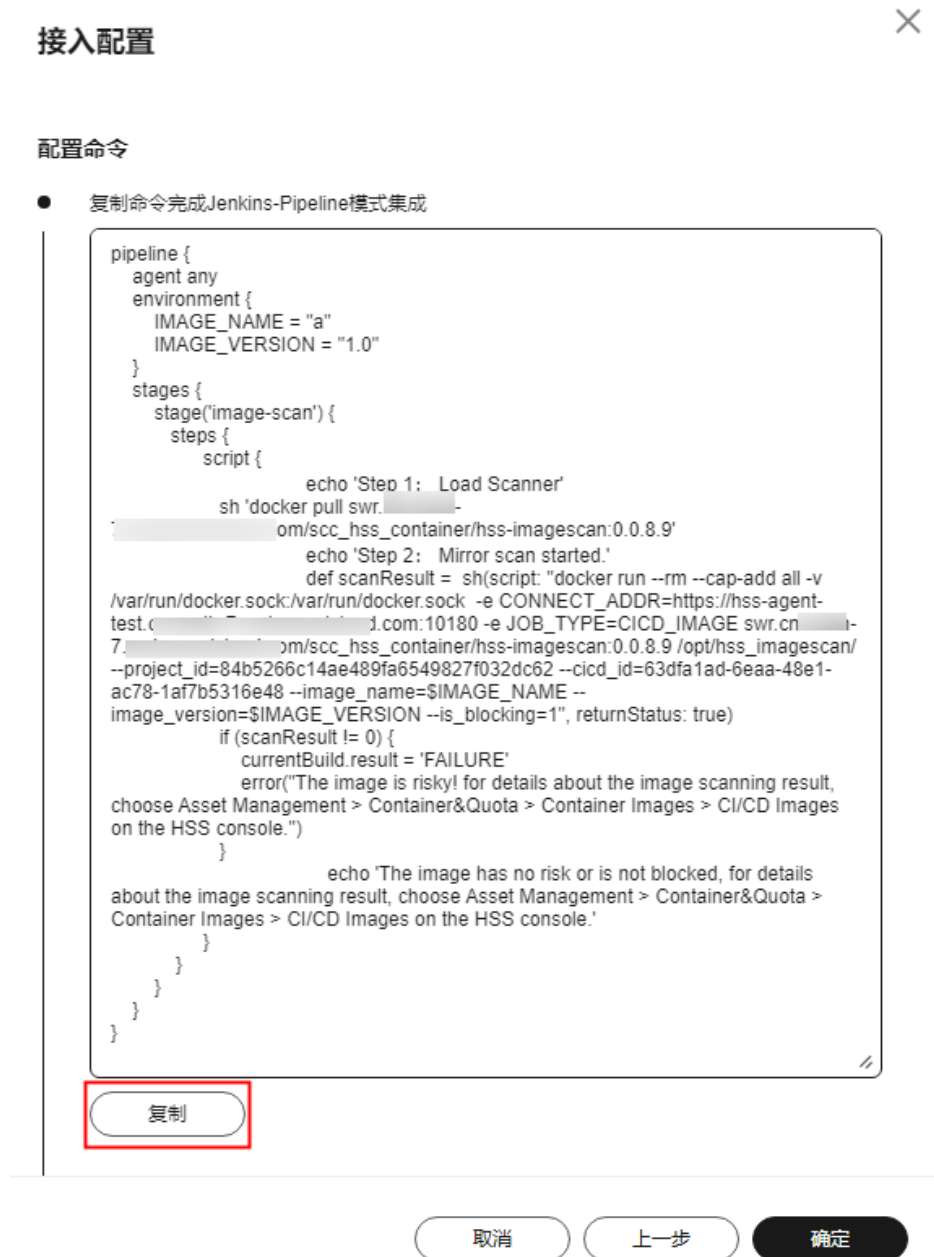 接入配置
配置命令
复制命令完成Jenkins-Pipeline模式集成
pipeline {
agent any
environment {
IMAGE_NAME = "a"
IMAGE_VERSION = "1.0"
}
stages {
stage('image-scan') {
steps {
script {
echo 'Step 1： Load Scanner'
sh 'docker pull swr. -
om/scc_hss_container/hss-imagescan:0.0.8.9'
echo 'Step 2： Mirror scan started.'
def scanResult =  sh(script: "docker run --rm --cap-add all -v
/var/run/docker.sock:/var/run/docker.sock  -e CONNECT_ADDR=https://hss-agent-
test. .com:10180 -e JOB_TYPE=CICD_IMAGE swr.cn -
7. om/scc_hss_container/hss-imagescan:0.0.8.9 /opt/hss_imagescan/
--project_id=84b5266c14ae489fa6549827f032dc62 --cicd_id=63dfa1ad-6eaa-48e1-
ac78-1af7b5316e48 --image_name=$IMAGE_NAME --
image_version=$IMAGE_VERSION --is_blocking=1", returnStatus: true)
if (scanResult != 0) {
currentBuild.result = 'FAILURE'
error("The image is risky! for details about the image scanning result,
choose Asset Management > Container&Quota > Container Images > CI/CD Images
on the HSS console.")
}
echo 'The image has no risk or is not blocked, for details
about the image scanning result, choose Asset Management > Container&Quota >
Container Images > CI/CD Images on the HSS console.'
}
}
}
}
}
复制
取消
上一步
确定